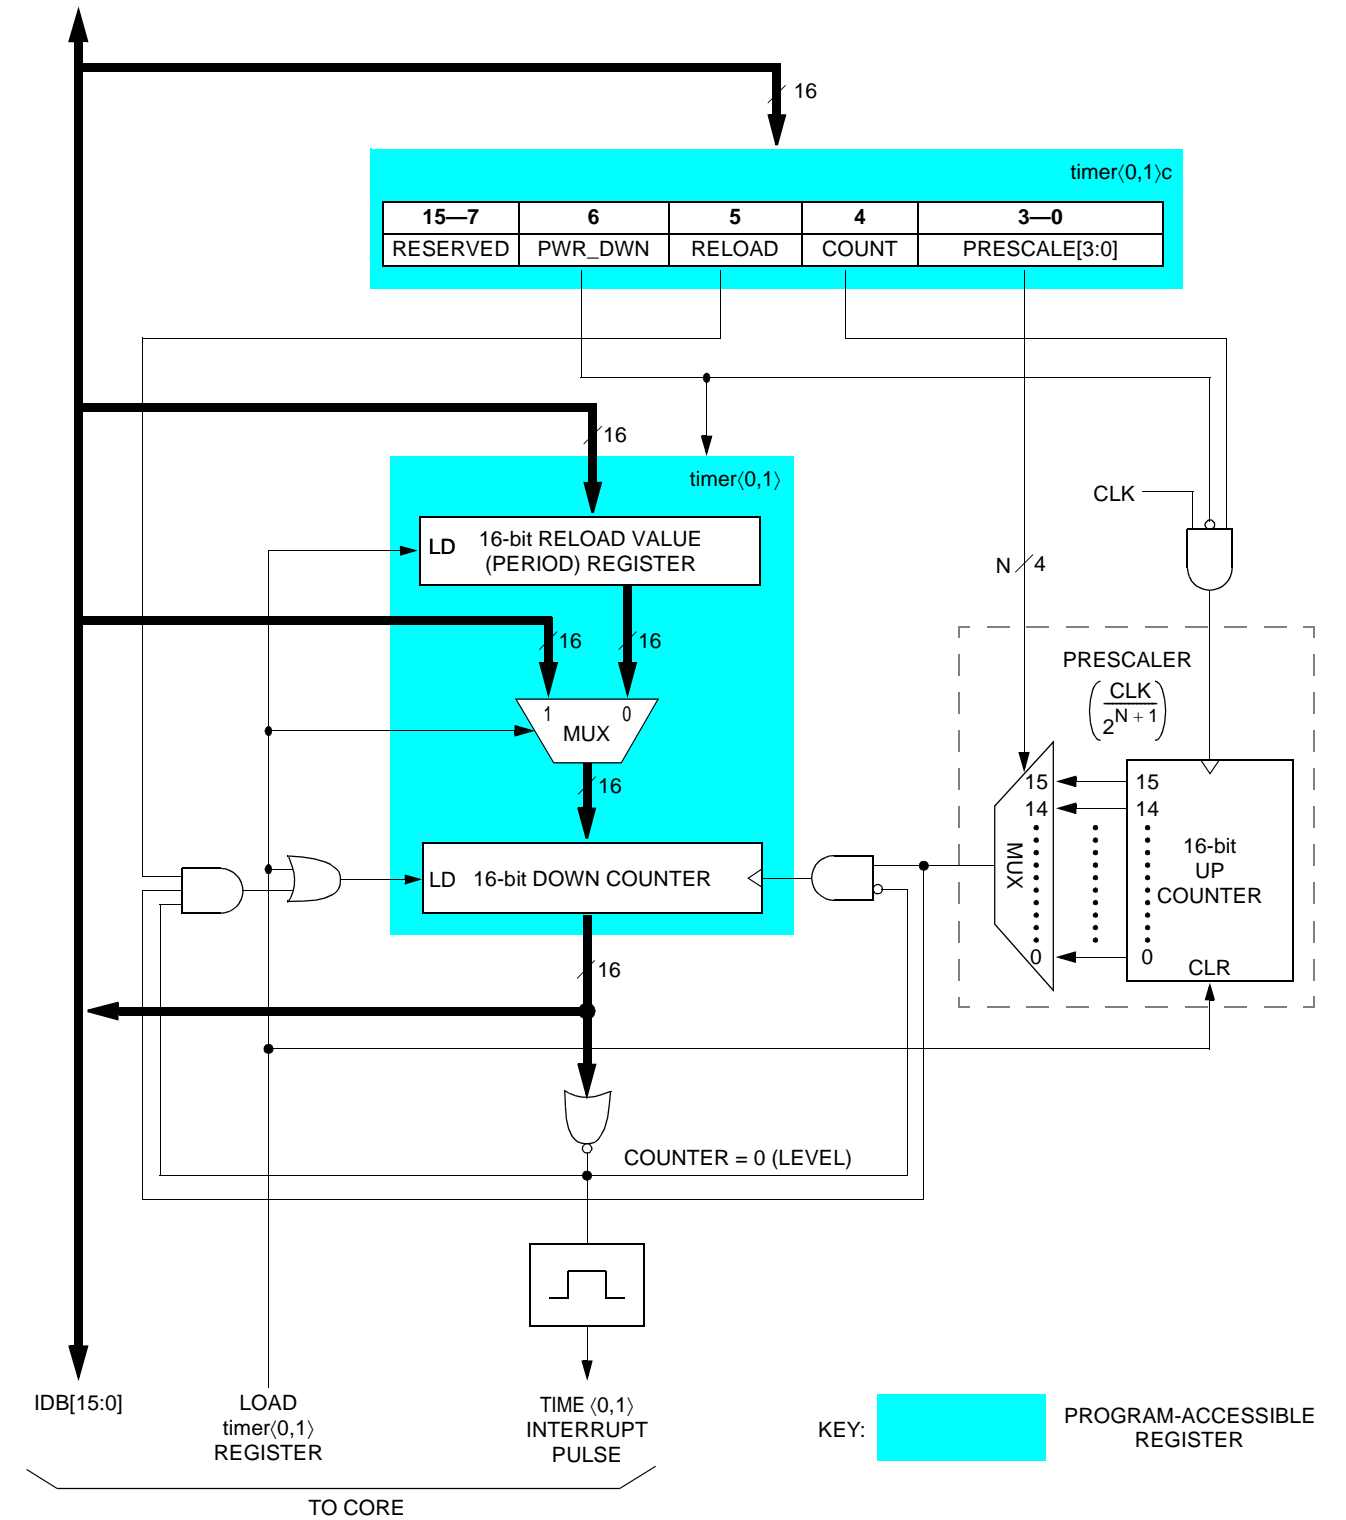 16
timer⟨0,1⟩c
15—7 6 5 4 3—0
RESERVED PWR_DWN RELOAD COUNT PRESCALE[3:0]
16
timer⟨0,1⟩
CLK
LD 16-bit RELOAD VALUE
(PERIOD) REGISTER
N 4
16 16
PRESCALER
(CLK / 2^N + 1)
1 0
MUX
16
15 15
14 14
MUX
16-bit
UP
COUNTER
LD 16-bit DOWN COUNTER
0 0
CLR
16
COUNTER = 0 (LEVEL)
IDB[15:0]
LOAD
timer⟨0,1⟩
REGISTER
TIME ⟨0,1⟩
INTERRUPT
PULSE
KEY:
PROGRAM-ACCESSIBLE
REGISTER
TO CORE